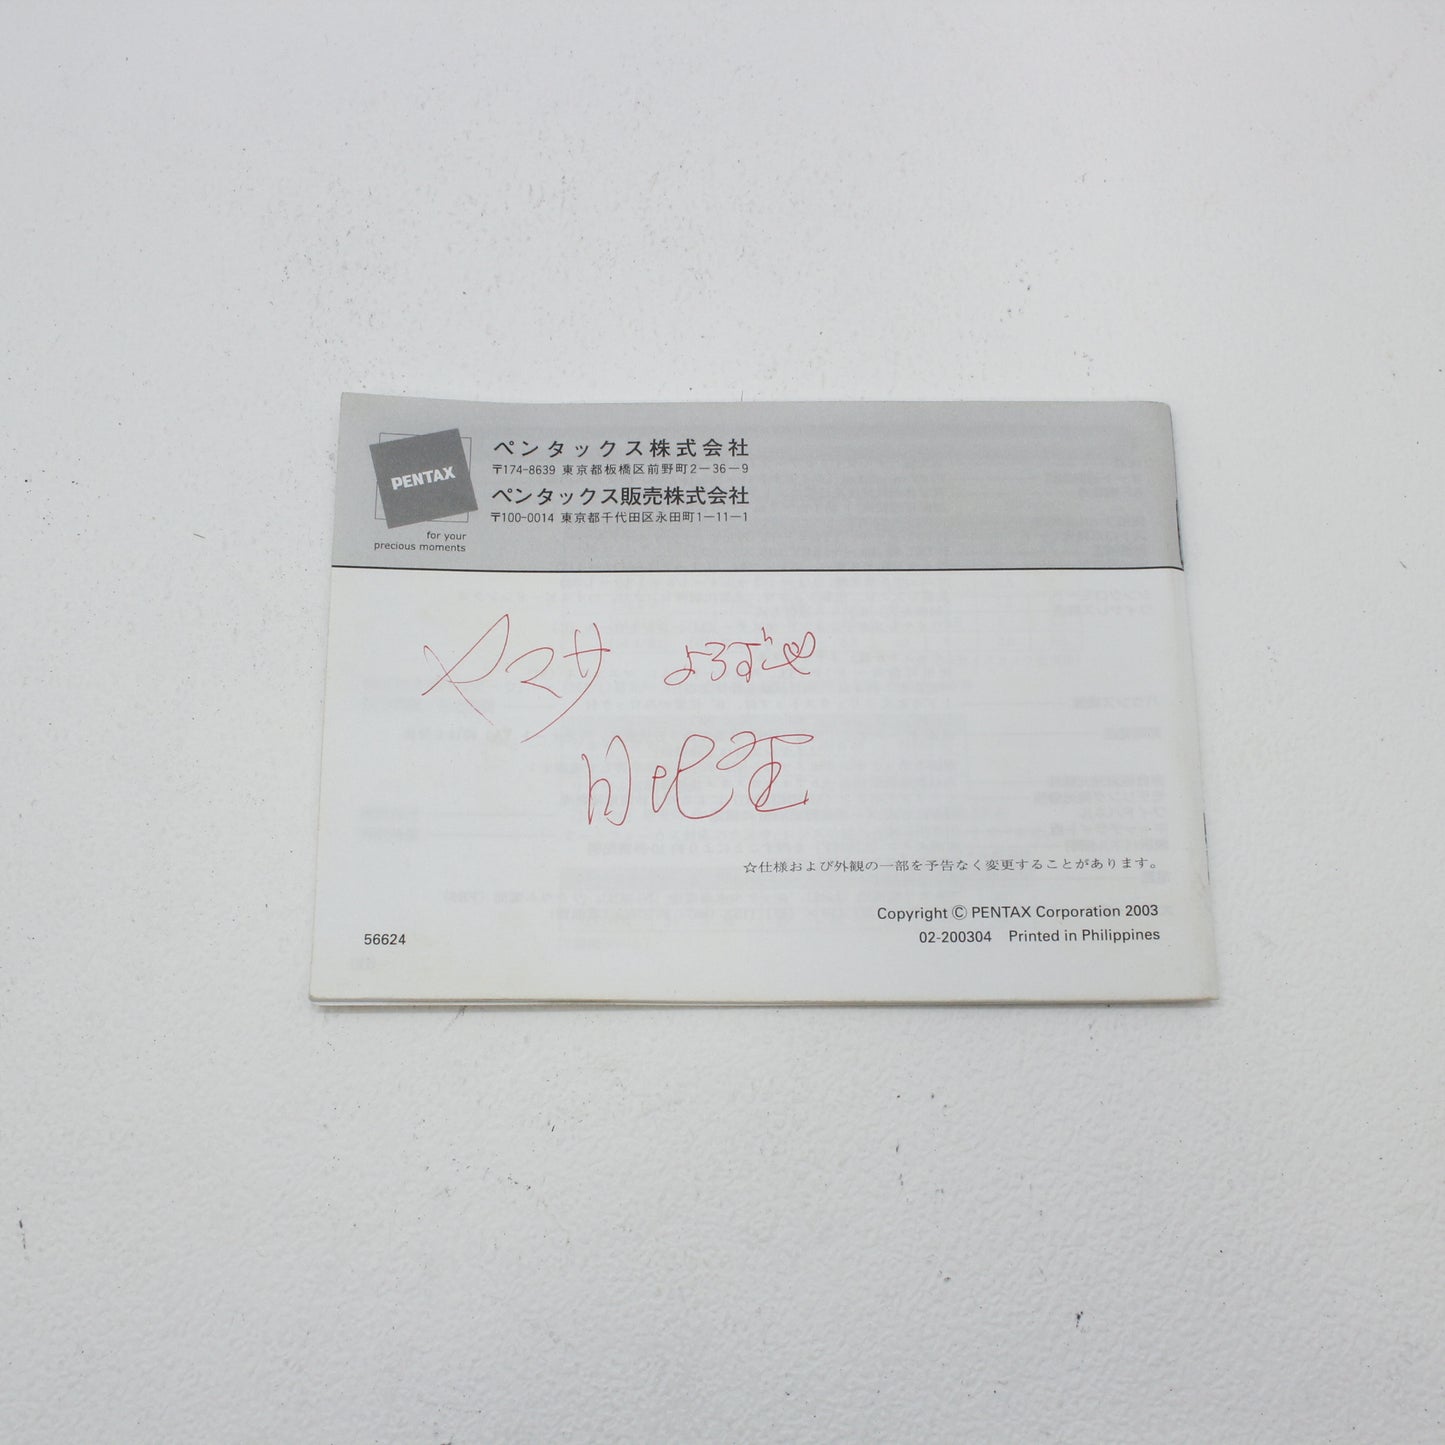 PENTAX
for your
precious moments
ペンタックス株式会社
〒174-8639 東京都板橋区前野町2－36－9
ペンタックス販売株式会社
〒100-0014 東京都千代田区永田町1－11－1
ヤマサ よろずや
☆仕様および外観の一部を予告なく変更することがあります。
Copyright © PENTAX Corporation 2003
56624
02-200304 Printed in Philippines